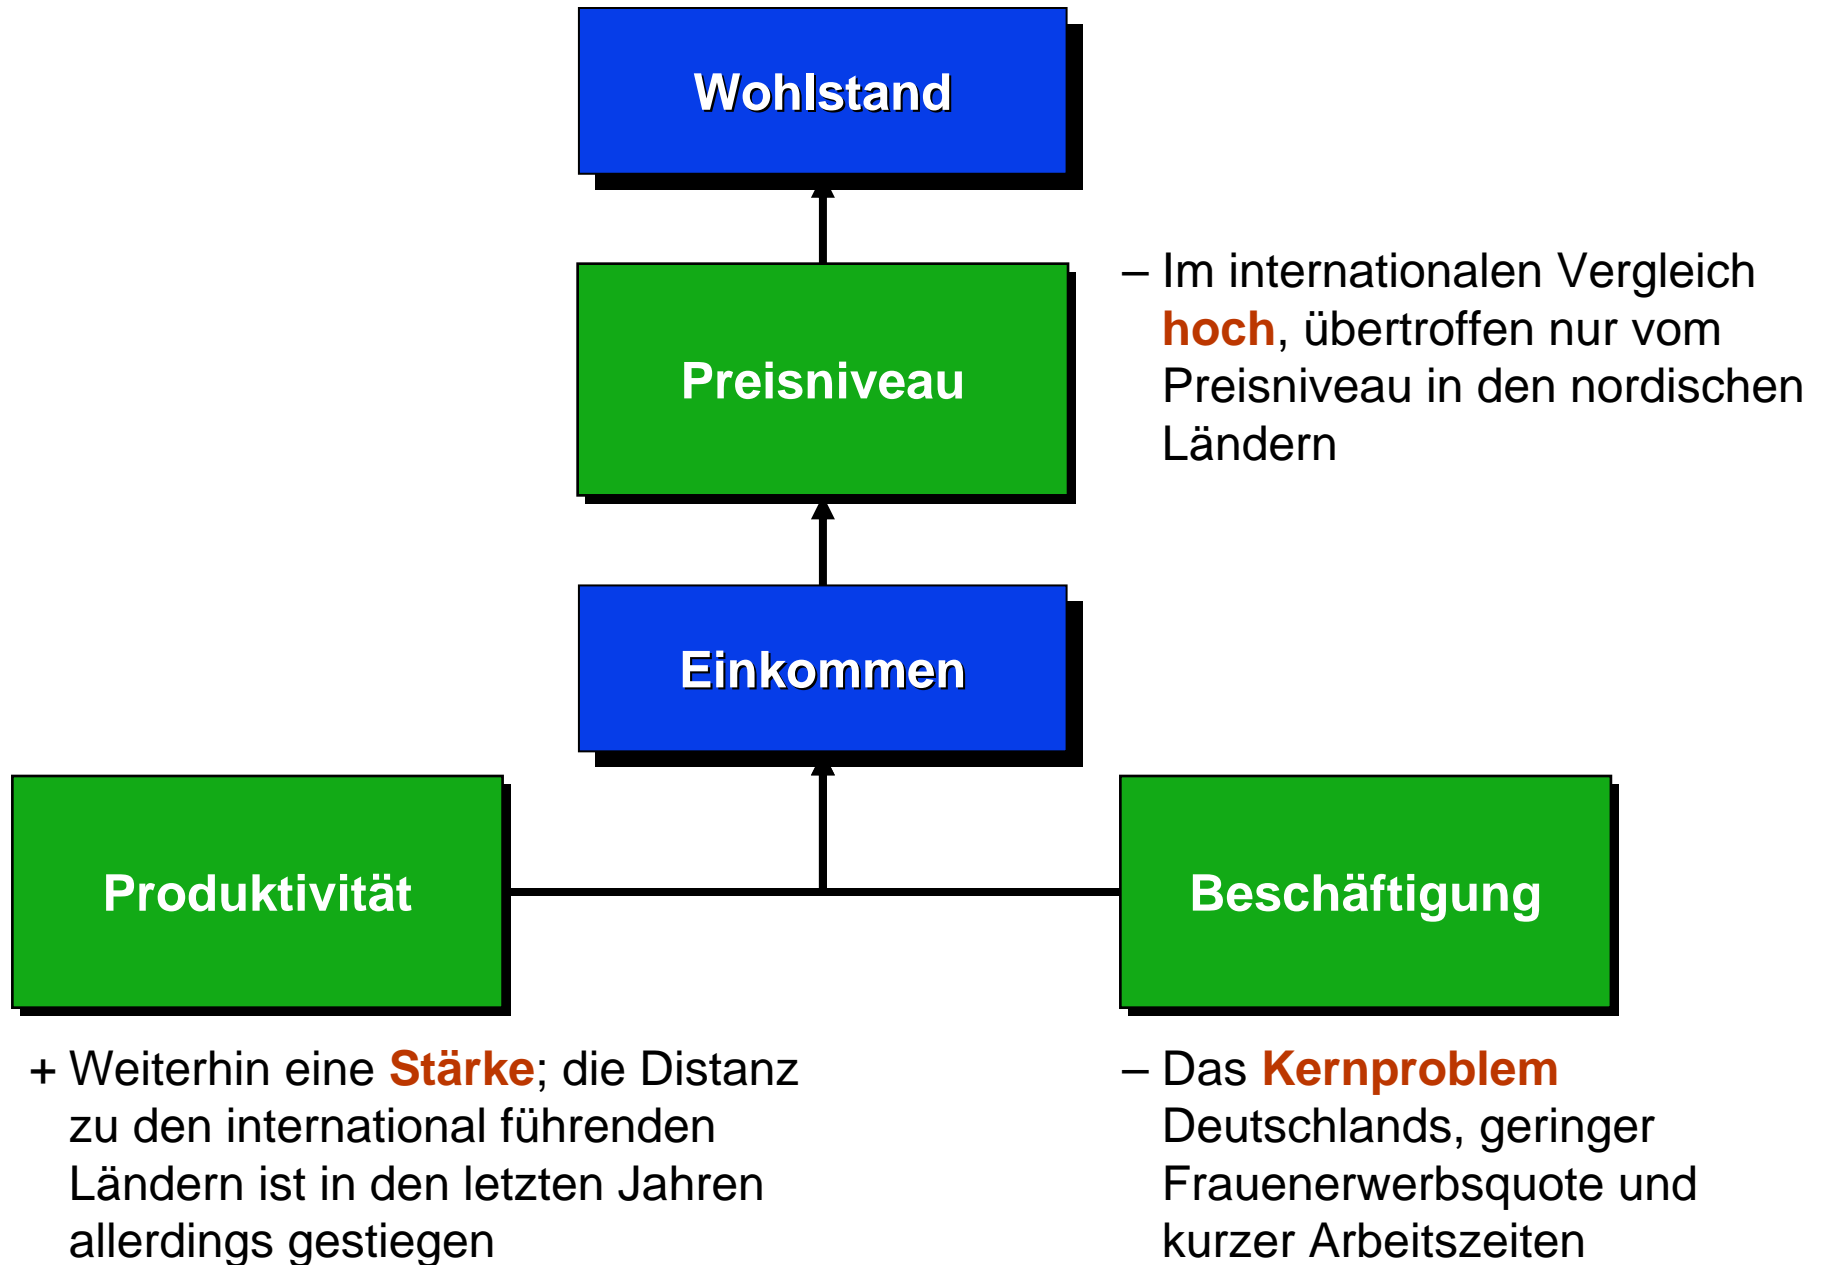 Wohlstand
Preisniveau
– Im internationalen Vergleich
hoch, übertroffen nur vom
Preisniveau in den nordischen
Ländern
Einkommen
Produktivität
Beschäftigung
+ Weiterhin eine Stärke; die Distanz
zu den international führenden
Ländern ist in den letzten Jahren
allerdings gestiegen
– Das Kernproblem
Deutschlands, geringer
Frauenerwerbsquote und
kurzer Arbeitszeiten